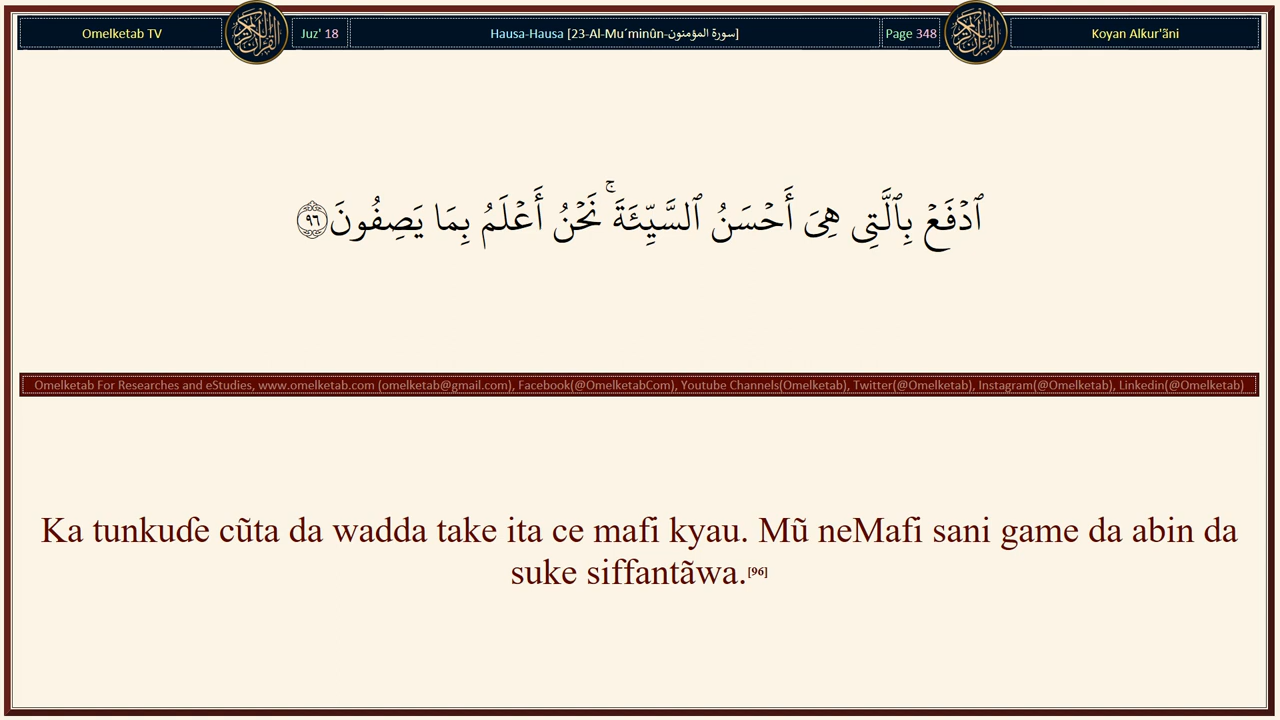 Omelketab TV
Juz' 18
Hausa-Hausa [23-Al-Mu´minûn-سورة المؤمنون]
Page 348
Koyan Alƙur'ãni
ٱدۡفَعۡ بِٱلَّتِي هِيَ أَحۡسَنُ ٱلسَّيِّئَةَۚ نَحۡنُ أَعۡلَمُ بِمَا يَصِفُونَ ٩٦
Omelketab For Researches and eStudies, www.omelketab.com (omelketab@gmail.com), Facebook(@OmelketabCom), Youtube Channels(Omelketab), Twitter(@Omelketab), Instagram(@Omelketab), Linkedin(@Omelketab)
Ka tunkuɗe cũta da wadda take ita ce mafi kyau. Mũ neMafi sani game da abin da
suke siffantãwa.[96]